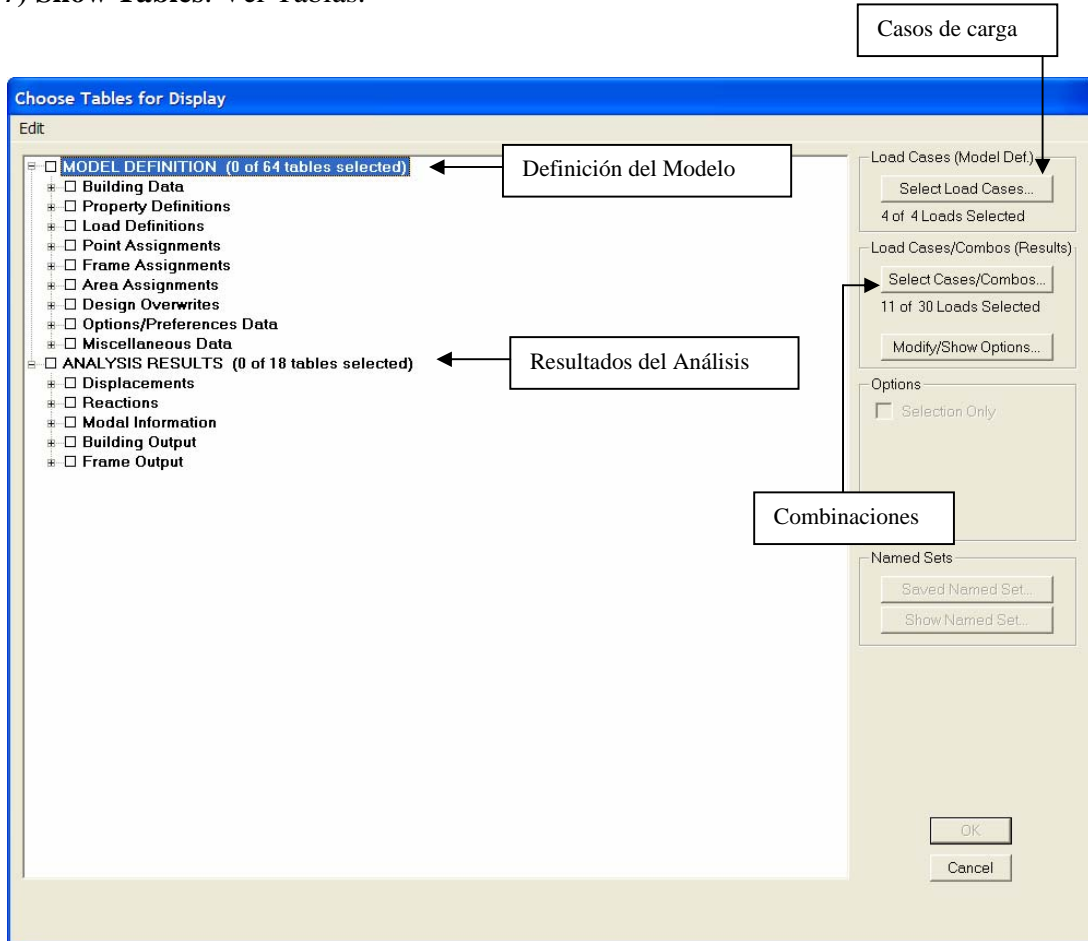 7) Show Tables: Ver Tablas.
Casos de carga
Choose Tables for Display
Edit
MODEL DEFINITION (0 of 64 tables selected)
Building Data
Property Definitions
Load Definitions
Point Assignments
Frame Assignments
Area Assignments
Design Overwrites
Options/Preferences Data
Miscellaneous Data
ANALYSIS RESULTS (0 of 18 tables selected)
Displacements
Reactions
Modal Information
Building Output
Frame Output
Definición del Modelo
Resultados del Análisis
Load Cases (Model Def.)
Select Load Cases...
4 of 4 Loads Selected
Load Cases/Combos (Results)
Select Cases/Combos...
11 of 30 Loads Selected
Modify/Show Options...
Options
Selection Only
Combinaciones
Named Sets
Saved Named Set...
Show Named Set...
OK
Cancel